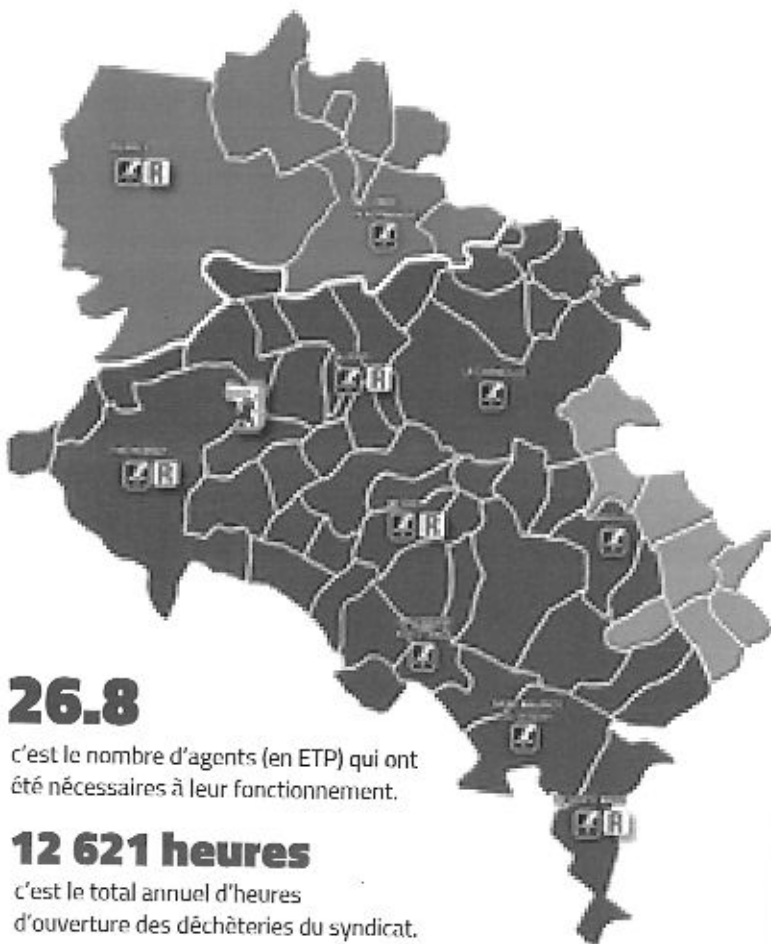 R
R
R
R
R
26.8
c'est le nombre d'agents (en ETP) qui ont
été nécessaires à leur fonctionnement.
12 621 heures
c'est le total annuel d'heures
d'ouverture des déchèteries du syndicat.